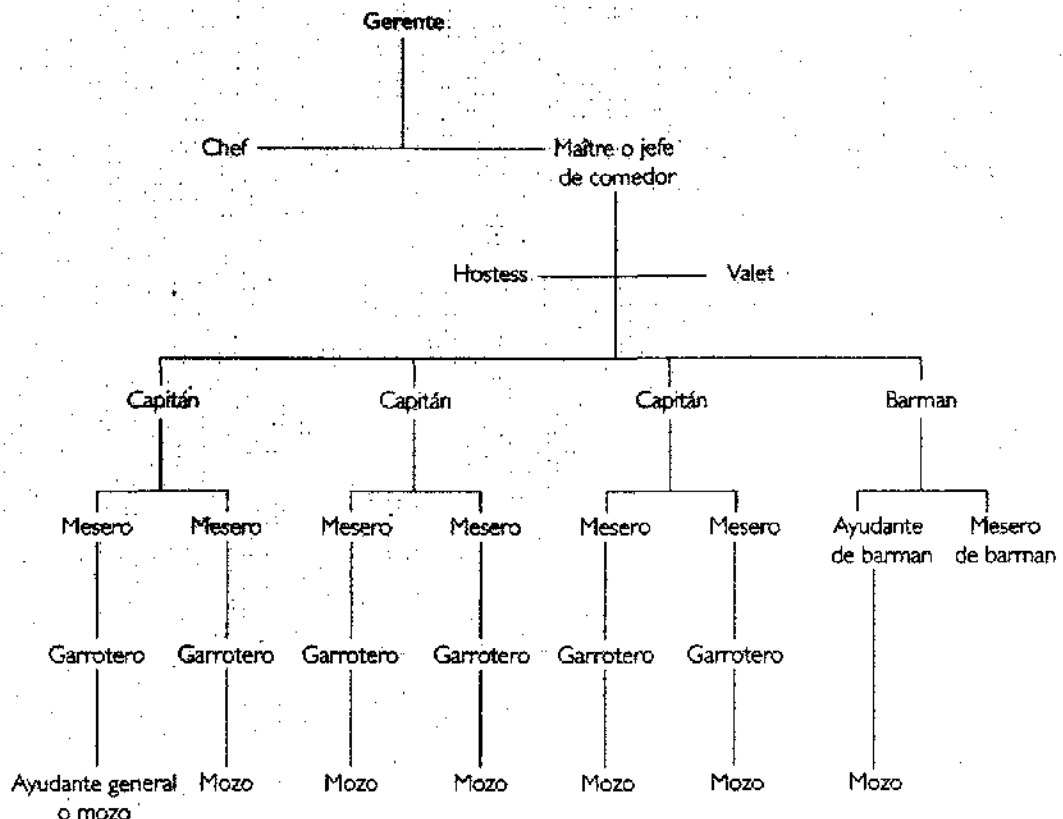 Gerente
Chef
Maître o jefe
de comedor
Hostess
Valet
Capitán
Capitán
Capitán
Barman
Mesero
Mesero
Mesero
Mesero
Mesero
Mesero
Ayudante
de barman
Mesero
de barman
Garrotero
Garrotero
Garrotero
Garrotero
Garrotero
Garrotero
Ayudante general
o mozo
Mozo
Mozo
Mozo
Mozo
Mozo
Mozo